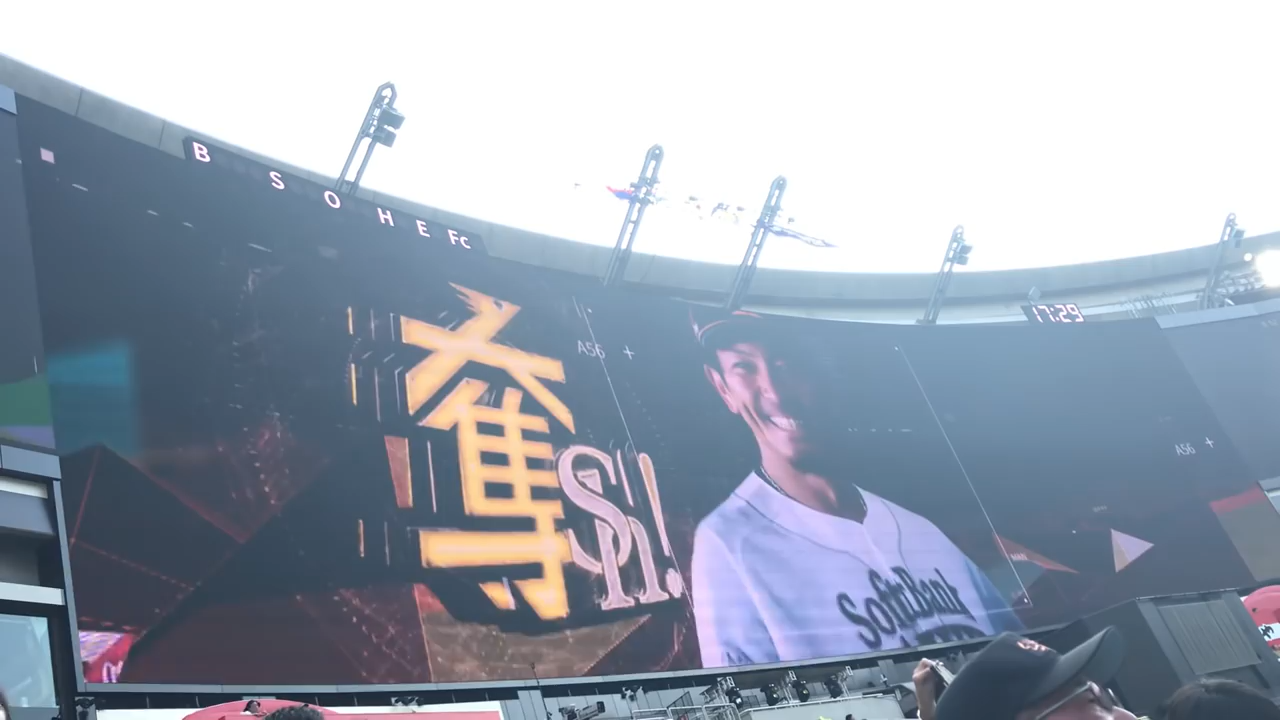 B S O H E Fc
17:29
A56 +
奪Sh!
SoftBank
A56 +